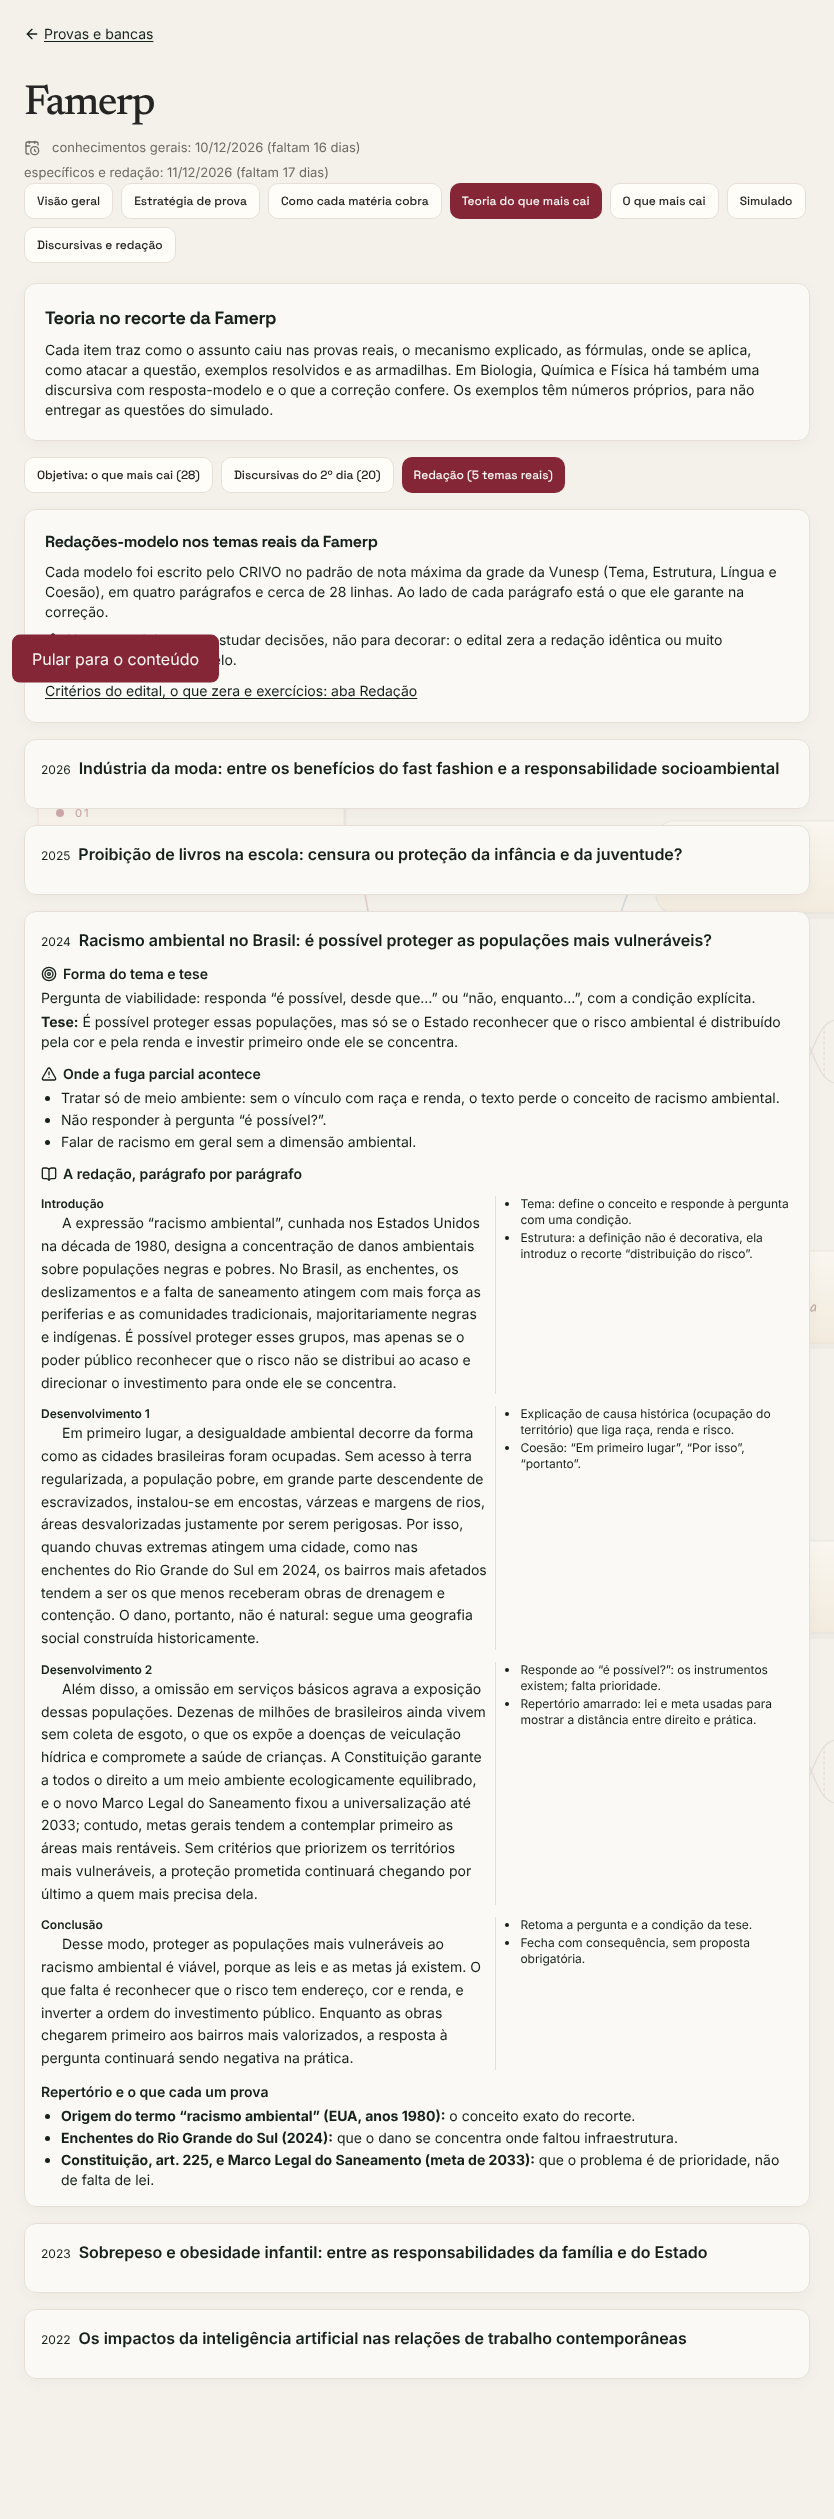 Provas e bancas
Famerp
conhecimentos gerais: 10/12/2026 (faltam 16 dias)
específicos e redação: 11/12/2026 (faltam 17 dias)
Visão geral
Estratégia de prova
Como cada matéria cobra
Teoria do que mais cai
O que mais cai
Simulado
Discursivas e redação
Teoria no recorte da Famerp
Cada item traz como o assunto caiu nas provas reais, o mecanismo explicado, as fórmulas, onde se aplica,
como atacar a questão, exemplos resolvidos e as armadilhas. Em Biologia, Química e Física há também uma
discursiva com resposta-modelo e o que a correção confere. Os exemplos têm números próprios, para não
entregar as questões do simulado.
Objetiva: o que mais cai (28)
Discursivas do 2º dia (20)
Redação (5 temas reais)
Redações-modelo nos temas reais da Famerp
Cada modelo foi escrito pelo CRIVO no padrão de nota máxima da grade da Vunesp (Tema, Estrutura, Língua e
Coesão), em quatro parágrafos e cerca de 28 linhas. Ao lado de cada parágrafo está o que ele garante na
correção.
studar decisões, não para decorar: o edital zera a redação idêntica ou muito
Pular para o conteúdo
elo.
Critérios do edital, o que zera e exercícios: aba Redação
2026 Indústria da moda: entre os benefícios do fast fashion e a responsabilidade socioambiental
01
2025 Proibição de livros na escola: censura ou proteção da infância e da juventude?
2024 Racismo ambiental no Brasil: é possível proteger as populações mais vulneráveis?
Forma do tema e tese
Pergunta de viabilidade: responda “é possível, desde que…” ou “não, enquanto…”, com a condição explícita.
Tese: É possível proteger essas populações, mas só se o Estado reconhecer que o risco ambiental é distribuído
pela cor e pela renda e investir primeiro onde ele se concentra.
Onde a fuga parcial acontece
• Tratar só de meio ambiente: sem o vínculo com raça e renda, o texto perde o conceito de racismo ambiental.
• Não responder à pergunta “é possível?”.
• Falar de racismo em geral sem a dimensão ambiental.
A redação, parágrafo por parágrafo
Introdução
A expressão “racismo ambiental”, cunhada nos Estados Unidos
na década de 1980, designa a concentração de danos ambientais
sobre populações negras e pobres. No Brasil, as enchentes, os
deslizamentos e a falta de saneamento atingem com mais força as
periferias e as comunidades tradicionais, majoritariamente negras
e indígenas. É possível proteger esses grupos, mas apenas se o
poder público reconhecer que o risco não se distribui ao acaso e
direcionar o investimento para onde ele se concentra.
• Tema: define o conceito e responde à pergunta
com uma condição.
• Estrutura: a definição não é decorativa, ela
introduz o recorte “distribuição do risco”.
Desenvolvimento 1
Em primeiro lugar, a desigualdade ambiental decorre da forma
como as cidades brasileiras foram ocupadas. Sem acesso à terra
regularizada, a população pobre, em grande parte descendente de
escravizados, instalou-se em encostas, várzeas e margens de rios,
áreas desvalorizadas justamente por serem perigosas. Por isso,
quando chuvas extremas atingem uma cidade, como nas
enchentes do Rio Grande do Sul em 2024, os bairros mais afetados
tendem a ser os que menos receberam obras de drenagem e
contenção. O dano, portanto, não é natural: segue uma geografia
social construída historicamente.
• Explicação de causa histórica (ocupação do
território) que liga raça, renda e risco.
• Coesão: “Em primeiro lugar”, “Por isso”,
“portanto”.
Desenvolvimento 2
Além disso, a omissão em serviços básicos agrava a exposição
dessas populações. Dezenas de milhões de brasileiros ainda vivem
sem coleta de esgoto, o que os expõe a doenças de veiculação
hídrica e compromete a saúde de crianças. A Constituição garante
a todos o direito a um meio ambiente ecologicamente equilibrado,
e o novo Marco Legal do Saneamento fixou a universalização até
2033; contudo, metas gerais tendem a contemplar primeiro as
áreas mais rentáveis. Sem critérios que priorizem os territórios
mais vulneráveis, a proteção prometida continuará chegando por
último a quem mais precisa dela.
• Responde ao “é possível?”: os instrumentos
existem; falta prioridade.
• Repertório amarrado: lei e meta usadas para
mostrar a distância entre direito e prática.
Conclusão
Desse modo, proteger as populações mais vulneráveis ao
racismo ambiental é viável, porque as leis e as metas já existem. O
que falta é reconhecer que o risco tem endereço, cor e renda, e
inverter a ordem do investimento público. Enquanto as obras
chegarem primeiro aos bairros mais valorizados, a resposta à
pergunta continuará sendo negativa na prática.
• Retoma a pergunta e a condição da tese.
• Fecha com consequência, sem proposta
obrigatória.
Repertório e o que cada um prova
• Origem do termo “racismo ambiental” (EUA, anos 1980): o conceito exato do recorte.
• Enchentes do Rio Grande do Sul (2024): que o dano se concentra onde faltou infraestrutura.
• Constituição, art. 225, e Marco Legal do Saneamento (meta de 2033): que o problema é de prioridade, não
de falta de lei.
2023 Sobrepeso e obesidade infantil: entre as responsabilidades da família e do Estado
2022 Os impactos da inteligência artificial nas relações de trabalho contemporâneas